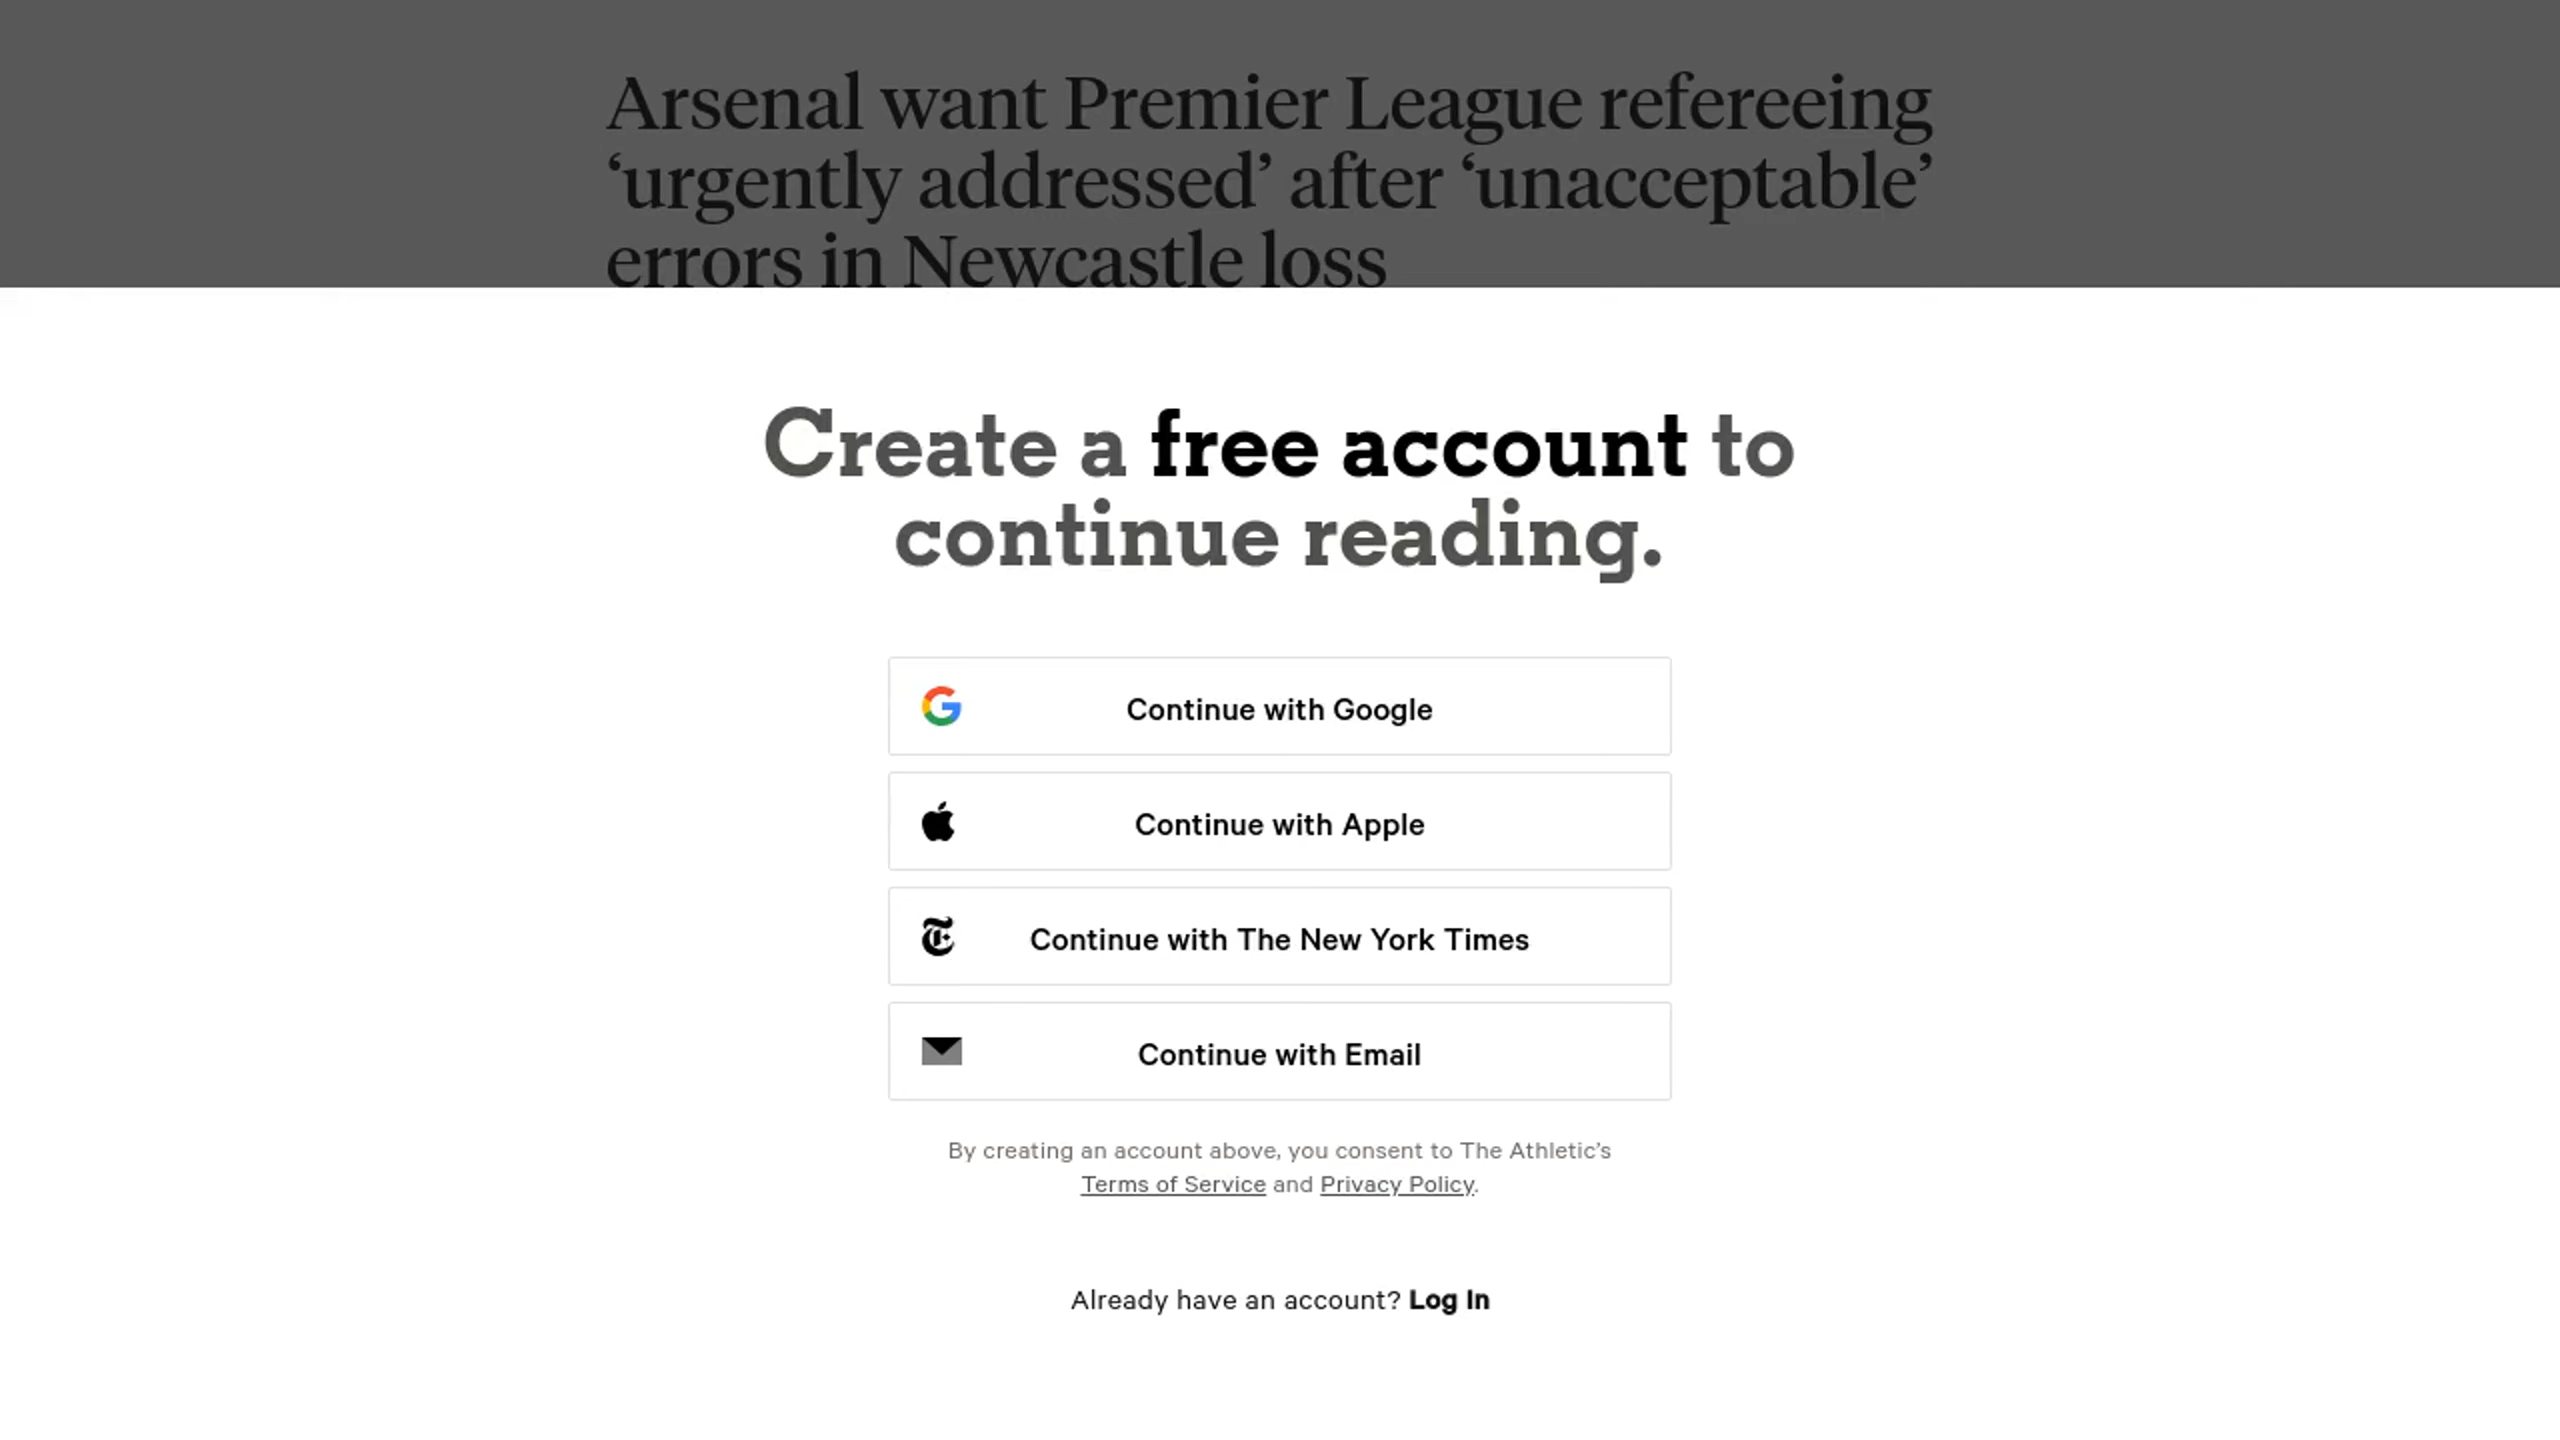 Arsenal want Premier League refereeing
‘urgently addressed’ after ‘unacceptable’
errors in Newcastle loss
Create a free account to
continue reading.
Continue with Google
Continue with Apple
Continue with The New York Times
Continue with Email
By creating an account above, you consent to The Athletic’s
Terms of Service and Privacy Policy.
Already have an account? Log In